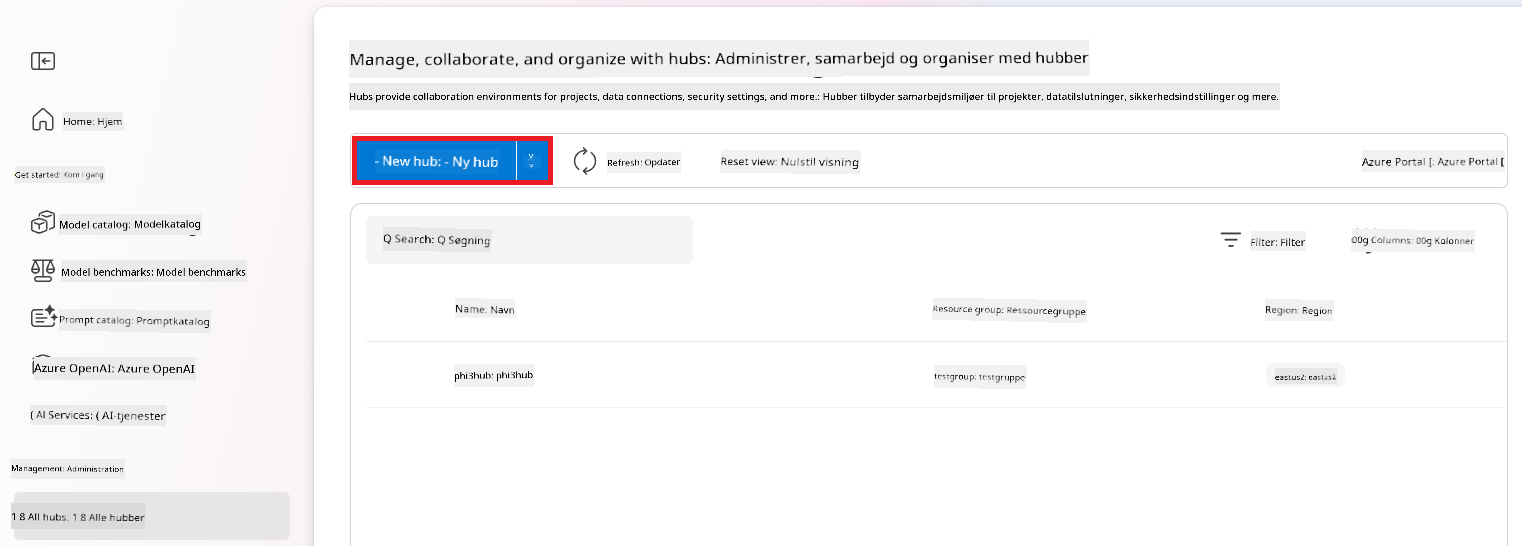 Manage, collaborate, and organize with hubs: Administrer, samarbejd og organiser med hubber
Hubs provide collaboration environments for projects, data connections, security settings, and more.: Hubber tilbyder samarbejdsmiljøer til projekter, datatilslutninger, sikkerhedsindstillinger og mere.
Home: Hjem
- New hub: - Ny hub
Refresh: Opdater
Reset view: Nulstil visning
Azure Portal [: Azure Portal [
Get started: Kom i gang
Model catalog: Modelkatalog
Q Search: Q Søgning
Filter: Filter
00g Columns: 00g Kolonner
Model benchmarks: Model benchmarks
Name: Navn
Resource group: Ressourcegruppe
Region: Region
Prompt catalog: Promptkatalog
Azure OpenAI: Azure OpenAI
phi3hub: phi3hub
testgroup: testgruppe
eastus2: eastus2
( AI Services: ( AI-tjenester
Management: Administration
1 8 All hubs: 1 8 Alle hubber